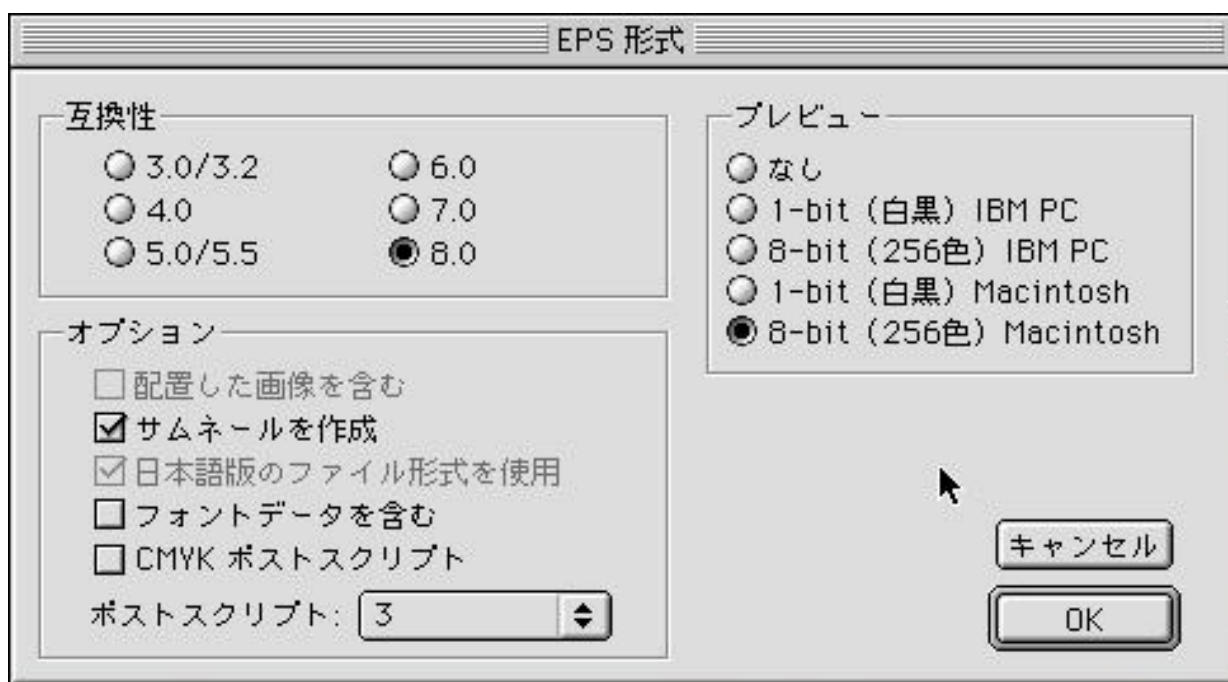 EPS 形式
互換性
3.0/3.2
6.0
4.0
7.0
5.0/5.5
8.0
オプション
配置した画像を含む
サムネールを作成
日本語版のファイル形式を使用
フォントデータを含む
CMYK ポストスクリプト
ポストスクリプト: 3
プレビュー
なし
1-bit (白黒) IBM PC
8-bit (256色) IBM PC
1-bit (白黒) Macintosh
8-bit (256色) Macintosh
キャンセル
OK